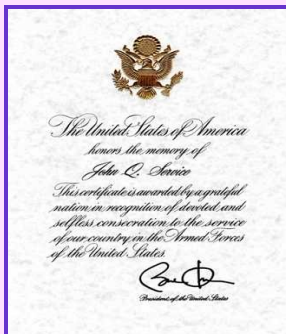 The United States of America
honors the memory of
John Q. Service
This certificate is awarded by a grateful
nation in recognition of devoted and
selfless consecration to the service
of our country in the Armed Forces
of the United States
President of the United States